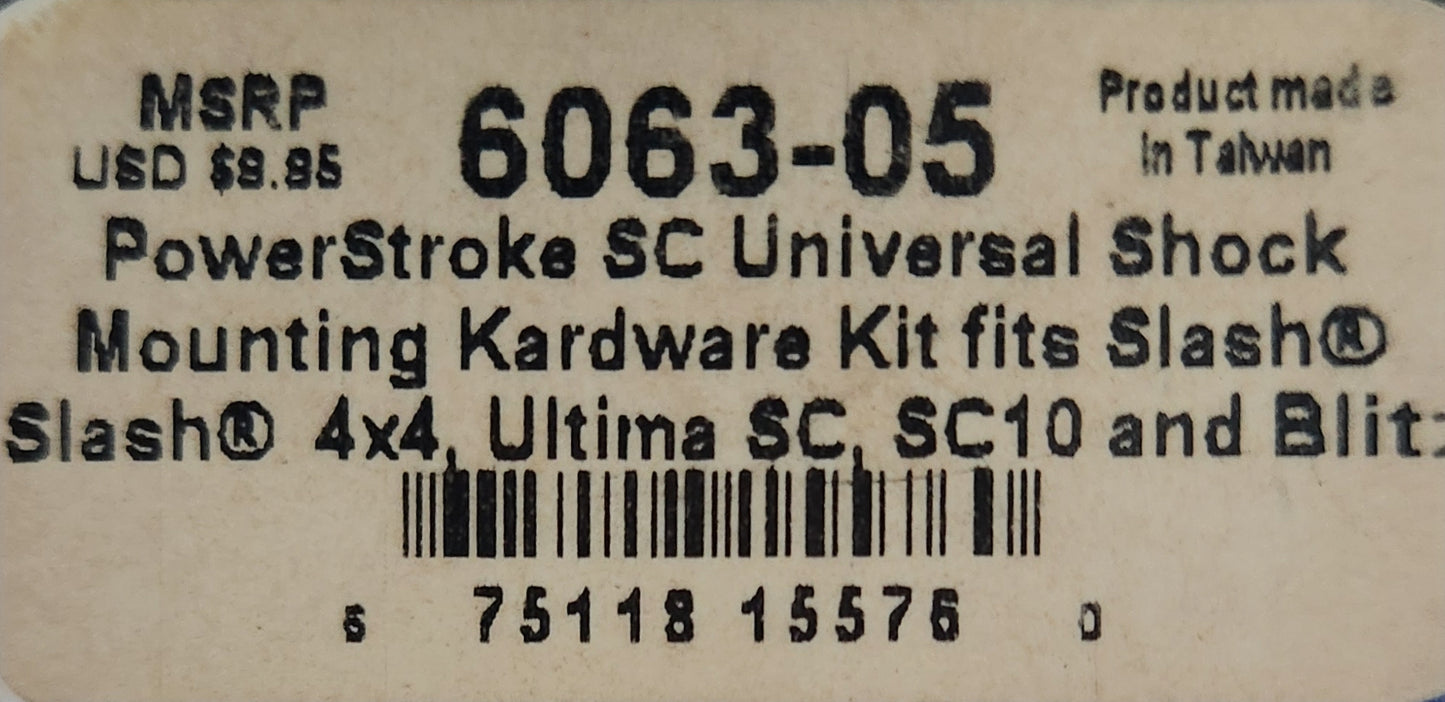 MSRP 6063-05 Product made
USD $9.95 in Taiwan
PowerStroke SC Universal Shock
Mounting Kardware Kit fits Slash®
Slash® 4x4, Ultima SC, SC10 and Blitz
6 75118 15576 0